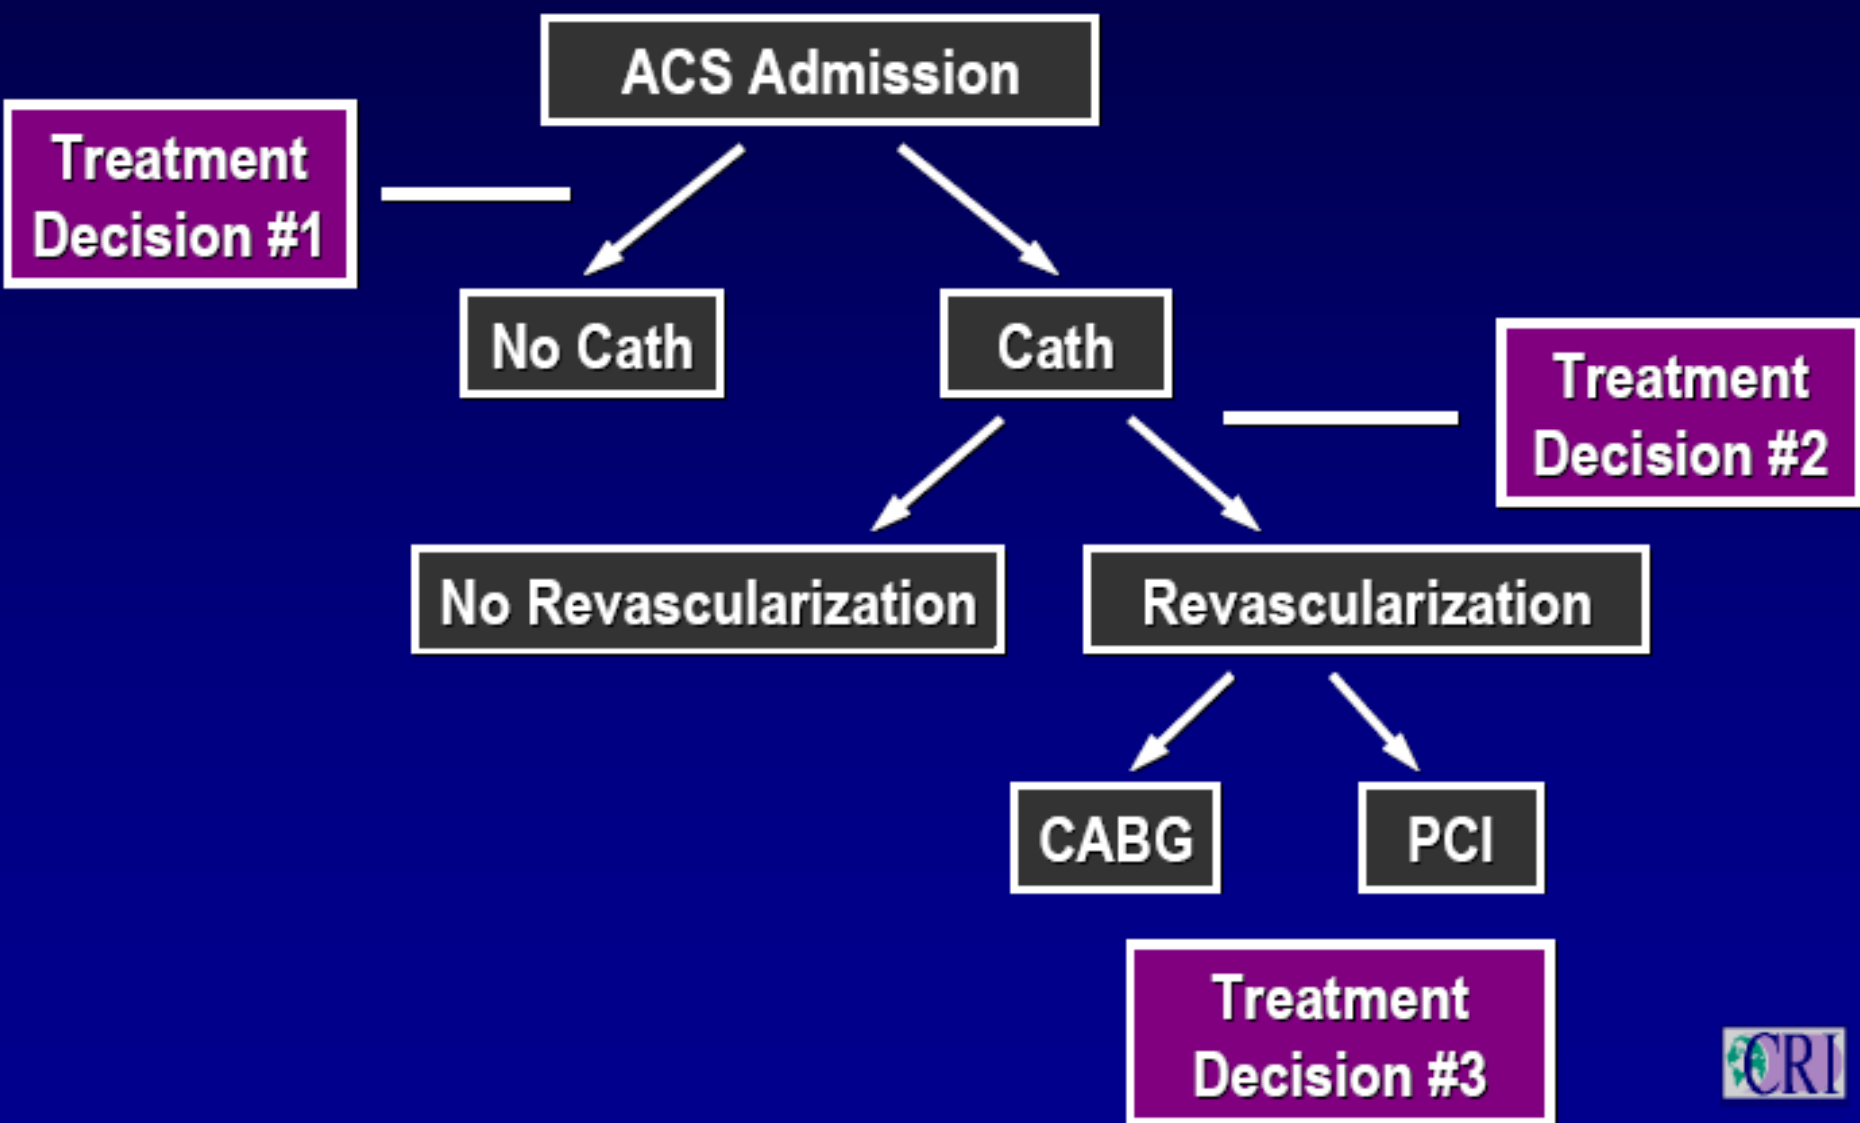 ACS Admission
Treatment
Decision #1
No Cath
Cath
Treatment
Decision #2
No Revascularization
Revascularization
CABG
PCI
Treatment
Decision #3
CRI